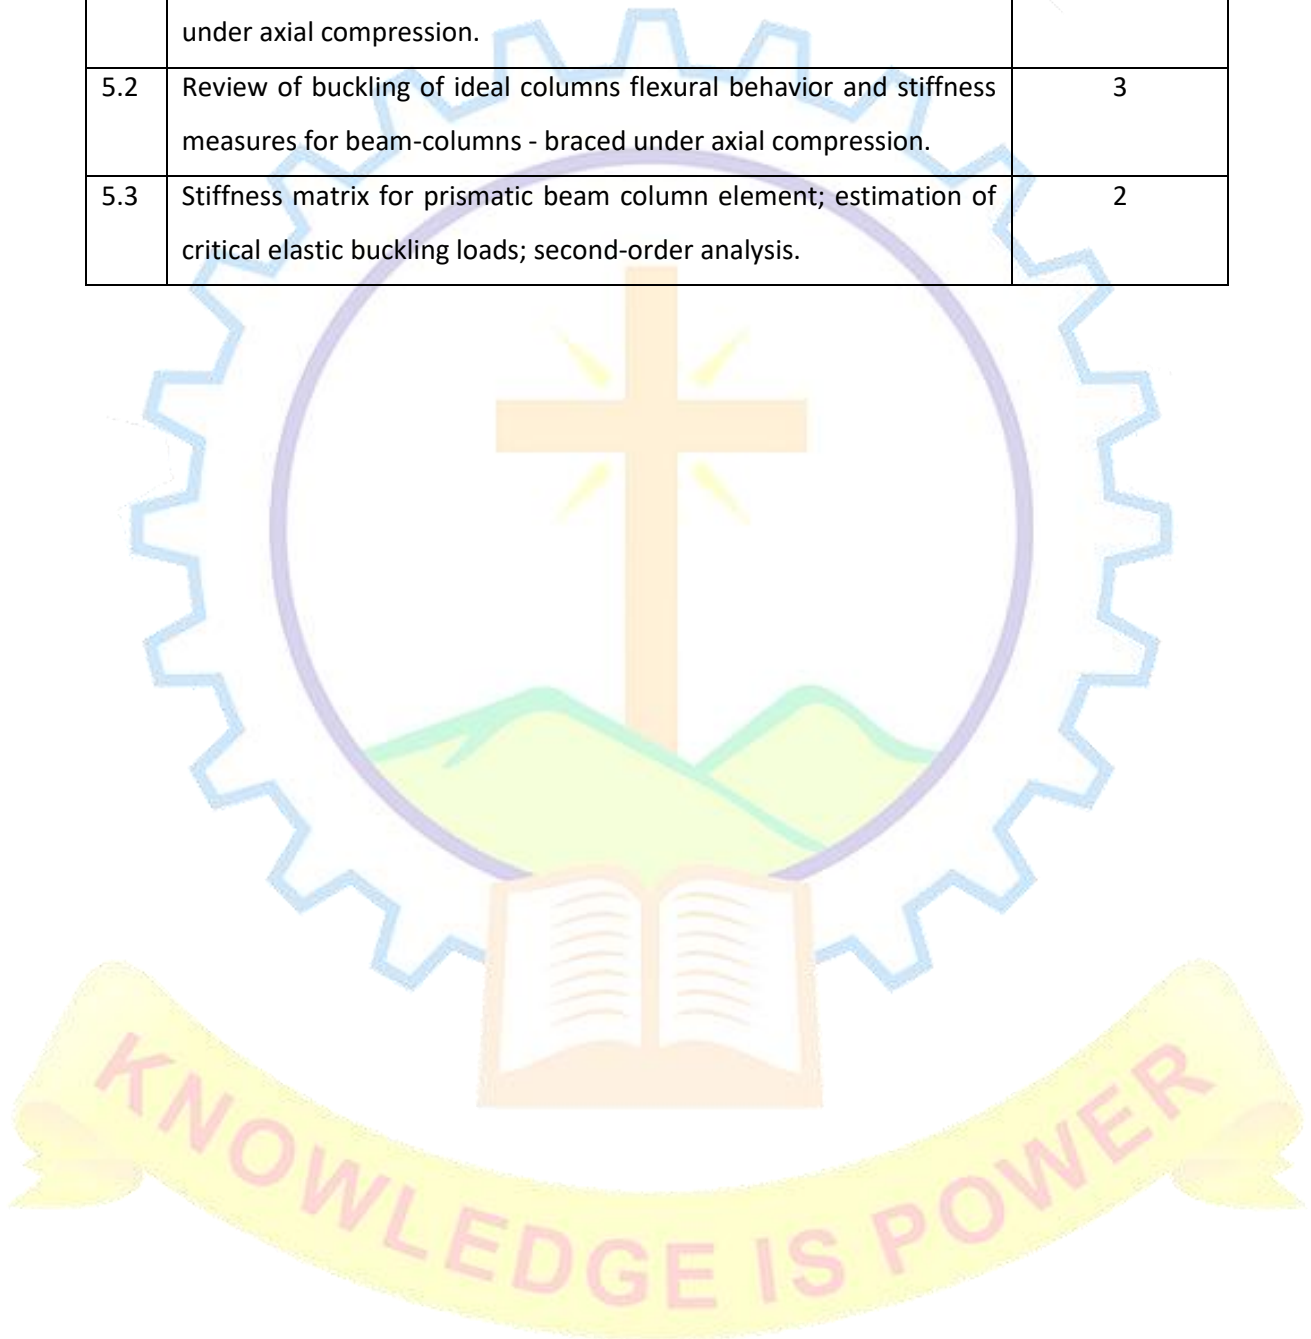 under axial compression.
5.2 Review of buckling of ideal columns flexural behavior and stiffness 3
measures for beam-columns - braced under axial compression.
5.3 Stiffness matrix for prismatic beam column element; estimation of 2
critical elastic buckling loads; second-order analysis.
KNOWLEDGE IS POWER